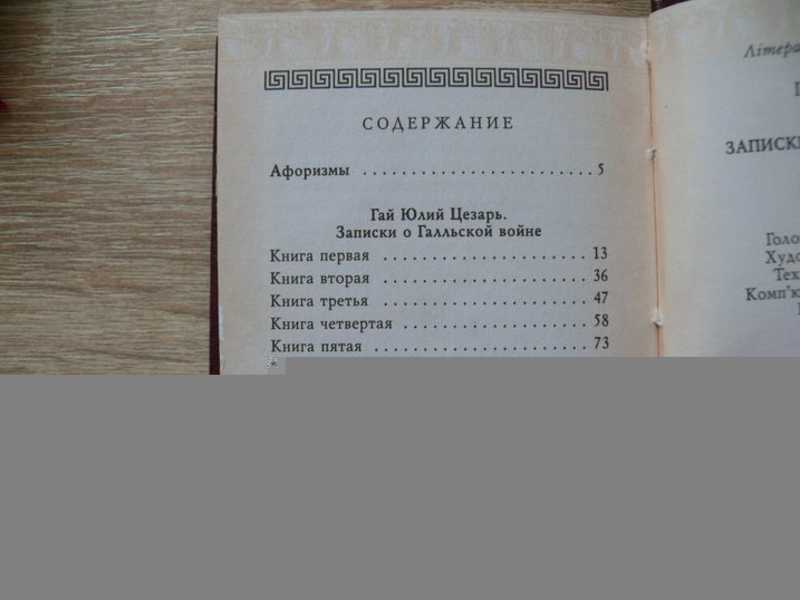 СОДЕРЖАНИЕ
Афоризмы ........................ 5
Гай Юлий Цезарь.
Записки о Галльской войне
Книга первая ..................... 13
Книга вторая ..................... 36
Книга третья ..................... 47
Книга четвертая ................... 58
Книга пятая ...................... 73
ЗАПИСКИ